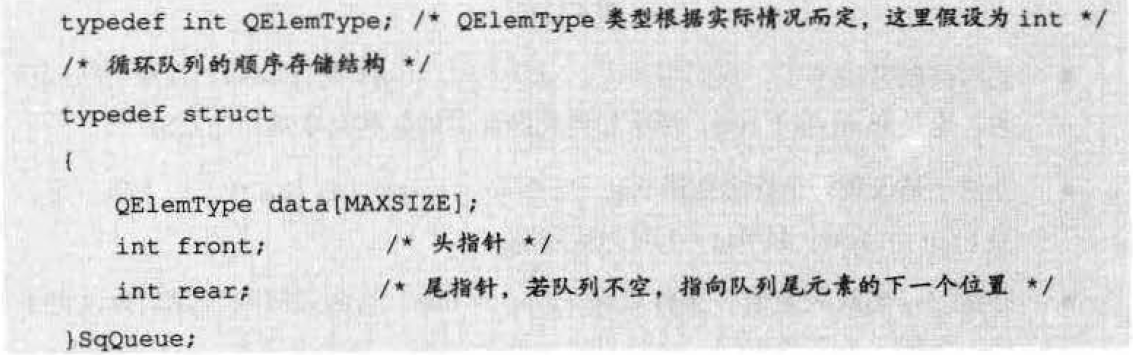 typedef int QElemType; /* QElemType 类型根据实际情况而定，这里假设为 int */
/* 循环队列的顺序存储结构 */
typedef struct
{
QElemType data[MAXSIZE];
int front; /* 头指针 */
int rear; /* 尾指针，若队列不空，指向队列尾元素的下一个位置 */
}SqQueue;